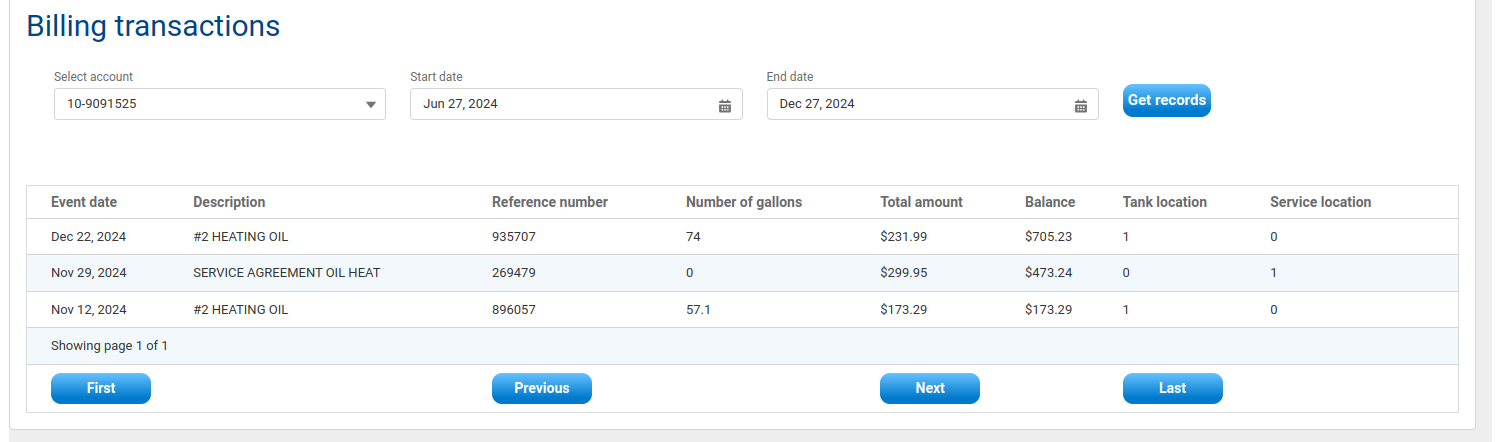 Billing transactions
Select account Start date End date
10-9091525 Jun 27, 2024 Dec 27, 2024 Get records
Event date Description Reference number Number of gallons Total amount Balance Tank location Service location
Dec 22, 2024 #2 HEATING OIL 935707 74 $231.99 $705.23 1 0
Nov 29, 2024 SERVICE AGREEMENT OIL HEAT 269479 0 $299.95 $473.24 0 1
Nov 12, 2024 #2 HEATING OIL 896057 57.1 $173.29 $173.29 1 0
Showing page 1 of 1
First Previous Next Last